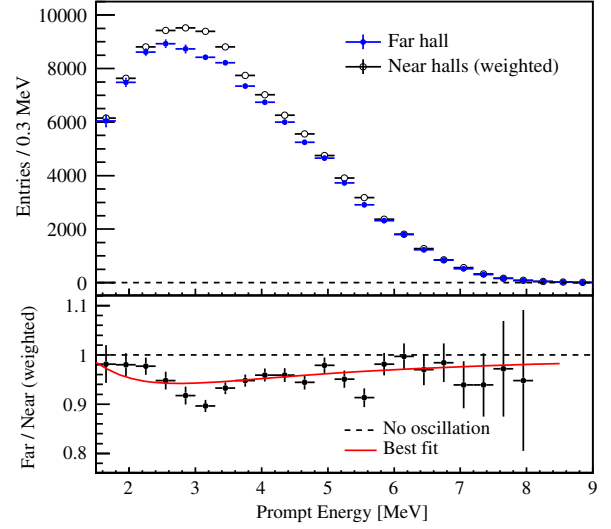 Far hall
Near halls (weighted)
Entries / 0.3 MeV
10000
8000
6000
4000
2000
0
Far / Near (weighted)
1.1
1
0.9
0.8
No oscillation
Best fit
2 3 4 5 6 7 8 9
Prompt Energy [MeV]